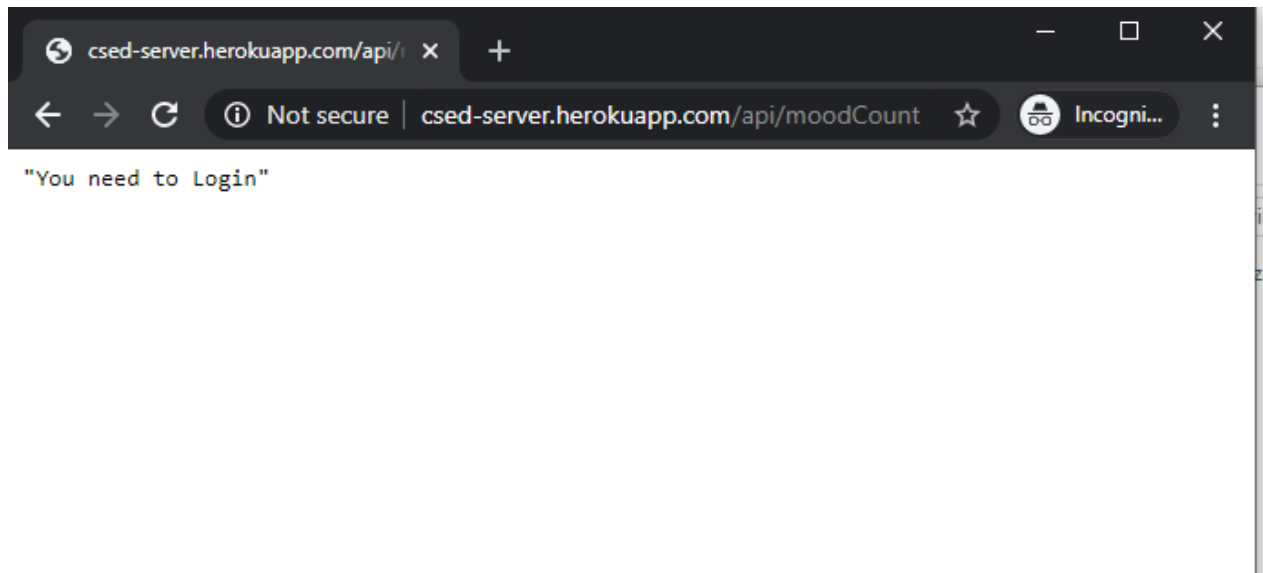 csed-server.herokuapp.com/api/
Not secure | csed-server.herokuapp.com/api/moodCount
Incogni...
"You need to Login"